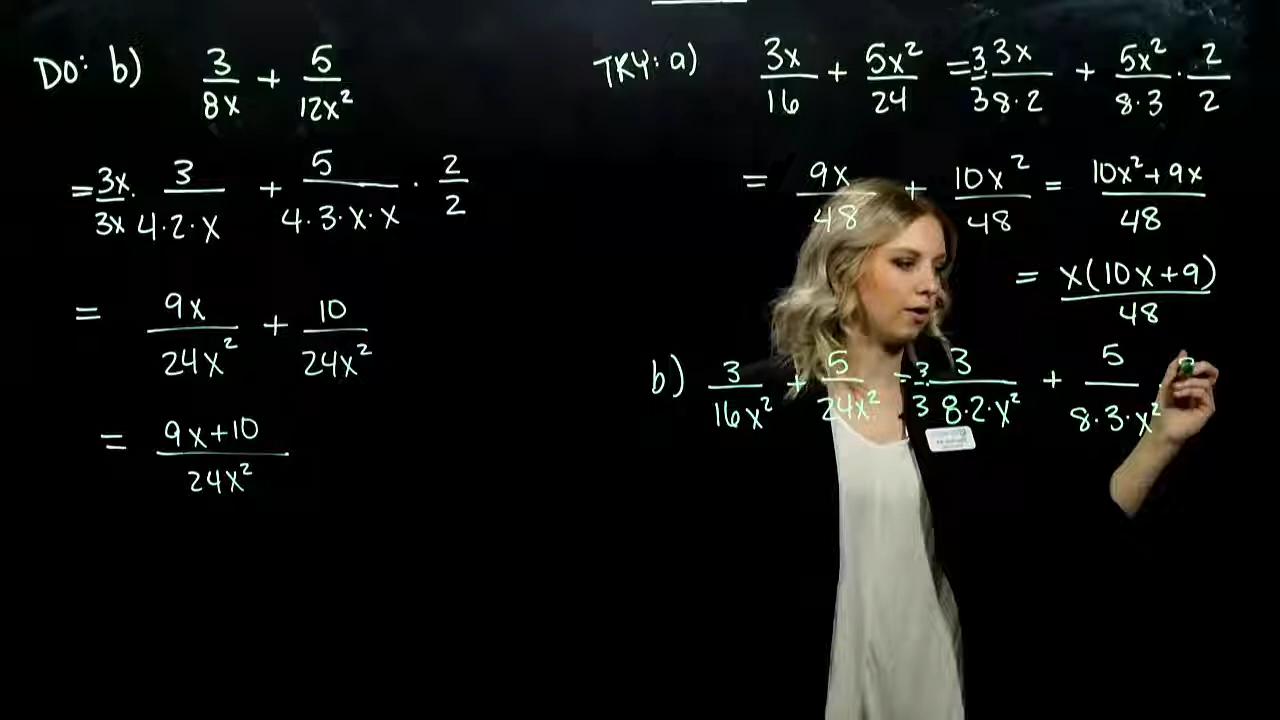 DO: b) 3/8x + 5/12x²
= 3x/3x · 3/4·2·x + 5/4·3·x·x · 2/2
= 9x/24x² + 10/24x²
= 9x+10/24x²
TRY: a) 3x/16 + 5x²/24 = 3/3 3x/8·2 + 5x²/8·3 · 2/2
= 9x/48 + 10x²/48 = 10x²+9x/48
= x(10x+9)/48
b) 3/16x² + 5/24x² = 3/3 · 3/8·2·x² + 5/8·3·x² ·